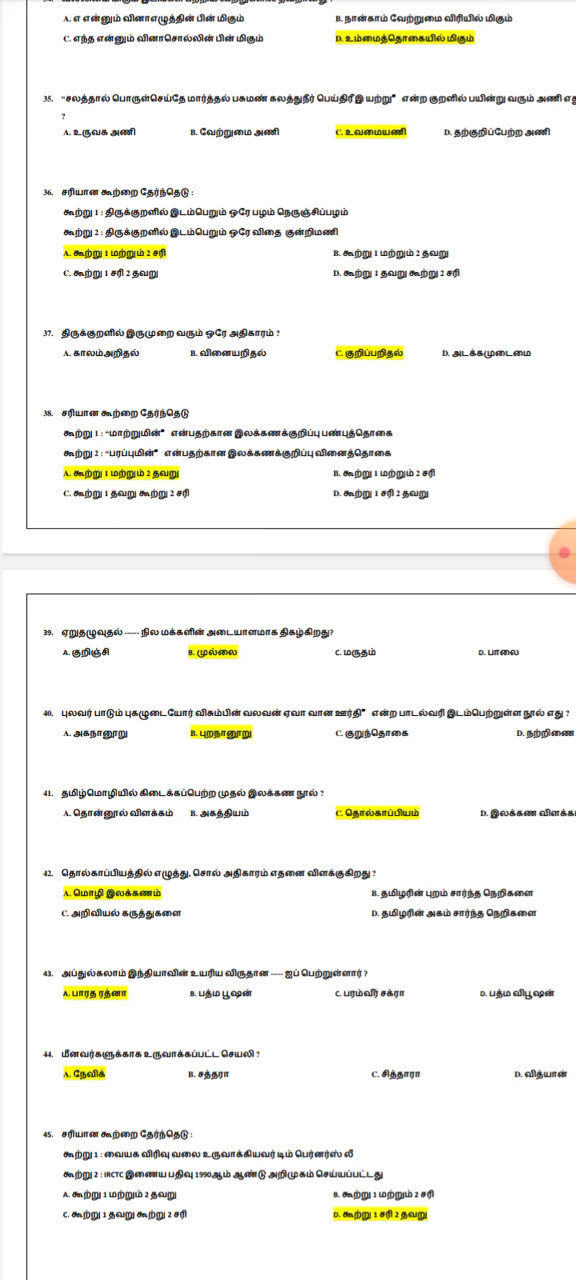 A. எ என்னும் வினாஎழுத்தின் பின் மிகும் B. நான்காம் வேற்றுமை விரியில் மிகும்
C. எந்த என்னும் வினாசொல்லின் பின் மிகும் D. உம்மைத்தொகையில் மிகும்
35. “சலத்தால் பொருள்செய்தே மார்த்தல் பசுமண் கலத்துநீர் பெய்திரீஇ யற்று” என்ற குறளில் பயின்று வரும் அணி
?
A. உருவக அணி B. வேற்றுமை அணி C. உவமையணி D. தற்குறிப்பேற்ற அணி
36. சரியான கூற்றை தேர்ந்தெடு :
கூற்று 1 : திருக்குறளில் இடம்பெறும் ஒரே பழம் நெருஞ்சிப்பழம்
கூற்று 2 : திருக்குறளில் இடம்பெறும் ஒரே விதை குன்றிமணி
A. கூற்று 1 மற்றும் 2 சரி B. கூற்று 1 மற்றும் 2 தவறு
C. கூற்று 1 சரி 2 தவறு D. கூற்று 1 தவறு கூற்று 2 சரி
37. திருக்குறளில் இருமுறை வரும் ஒரே அதிகாரம் ?
A. காலம்அறிதல் B. வினையறிதல் C. குறிப்பறிதல் D. அடக்கமுடைமை
38. சரியான கூற்றை தேர்ந்தெடு
கூற்று 1 : “மாற்றுமின்” என்பதற்கான இலக்கணக்குறிப்பு பண்புத்தொகை
கூற்று 2 : “பரப்புமின்” என்பதற்கான இலக்கணக்குறிப்பு வினைத்தொகை
A. கூற்று 1 மற்றும் 2 தவறு B. கூற்று 1 மற்றும் 2 சரி
C. கூற்று 1 தவறு கூற்று 2 சரி D. கூற்று 1 சரி 2 தவறு
39. ஏறுதழுவுதல் ------ நில மக்களின் அடையாளமாக திகழ்கிறது?
A. குறிஞ்சி B. முல்லை C. மருதம் D. பாலை
40. புலவர் பாடும் புகழுடையோர் விசும்பின் வலவன் ஏவா வான ஊர்தி” என்ற பாடல்வரி இடம்பெற்றுள்ள நூல் எது ?
A. அகநானூறு B. புறநானூறு C. குறுந்தொகை D. நற்றிணை
41. தமிழ்மொழியில் கிடைக்கப்பெற்ற முதல் இலக்கண நூல் ?
A. தொன்னூல் விளக்கம் B. அகத்தியம் C. தொல்காப்பியம் D. இலக்கண
42. தொல்காப்பியத்தில் எழுத்து, சொல் அதிகாரம் எதனை விளக்குகிறது ?
A. மொழி இலக்கணம் B. தமிழரின் புறம் சார்ந்த நெறிகளை
C. அறிவியல் கருத்துகளை D. தமிழரின் அகம் சார்ந்த நெறிகளை
43. அப்துல்கலாம் இந்தியாவின் உயரிய விருதான ----- ஐப் பெற்றுள்ளார் ?
A. பாரத ரத்னா B. பத்ம பூஷன் C. பரம்வீர் சக்ரா D. பத்ம விபூஷன்
44. மீனவர்களுக்காக உருவாக்கப்பட்ட செயலி ?
A. நேவிக் B. சத்தரா C. சித்தாரா D. வித்யான்
45. சரியான கூற்றை தேர்ந்தெடு :
கூற்று 1 : வையக விரிவு வலை உருவாக்கியவர் டிம் பெர்னர்ஸ் லீ
கூற்று 2 : IRCTC இணைய பதிவு 1990ஆம் ஆண்டு அறிமுகம் செய்யப்பட்டது
A. கூற்று 1 மற்றும் 2 தவறு B. கூற்று 1 மற்றும் 2 சரி
C. கூற்று 1 தவறு கூற்று 2 சரி D. கூற்று 1 சரி 2 தவறு